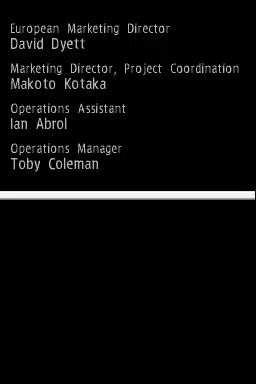 European Marketing Director
David Dyett
Marketing Director, Project Coordination
Makoto Kotaka
Operations Assistant
Ian Abrol
Operations Manager
Toby Coleman